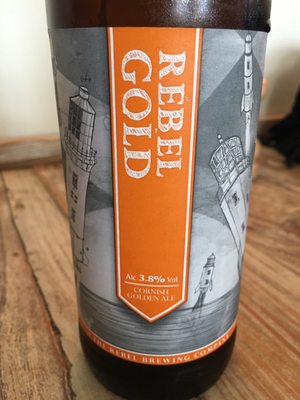 REBEL
GOLD
Alc 3.8% Vol
CORNISH
GOLDEN ALE
THE REBEL BREWING COMPANY